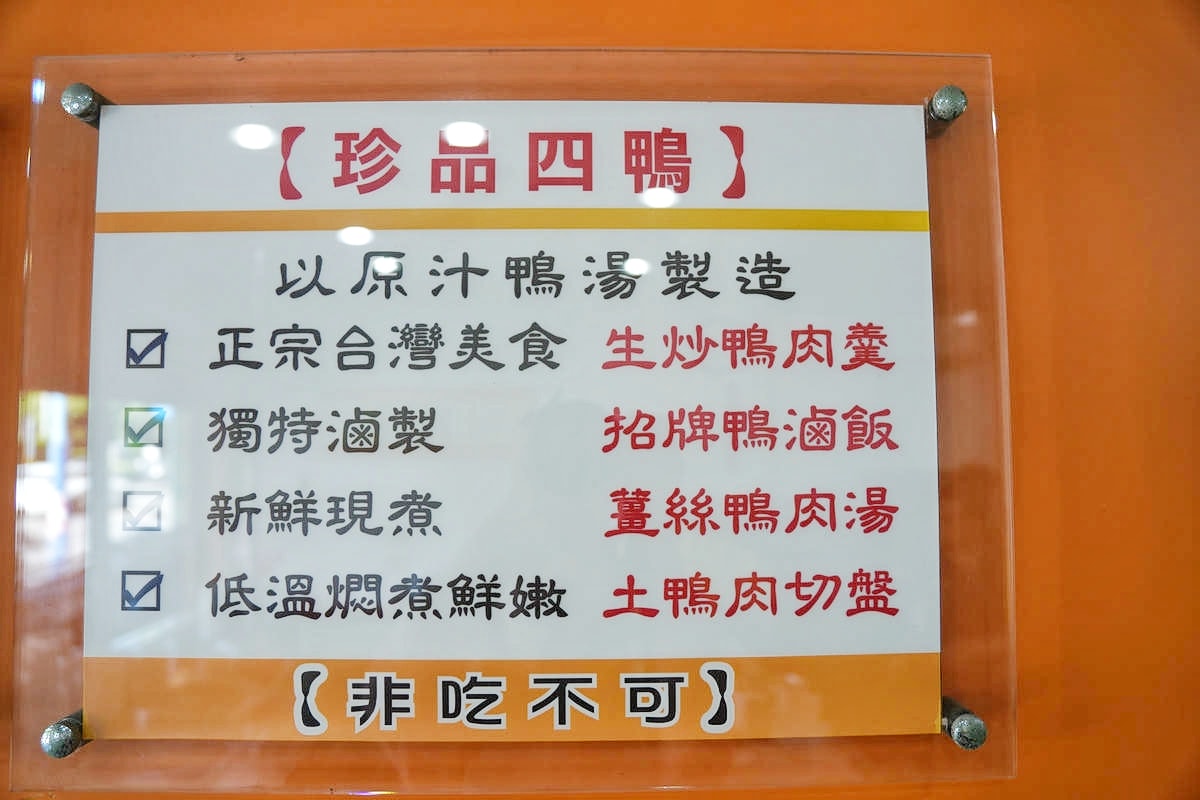 【珍品四鴨】
以原汁鴨湯製造
☑ 正宗台灣美食 生炒鴨肉羹
☑ 獨特滷製 招牌鴨滷飯
☑ 新鮮現煮 薑絲鴨肉湯
☑ 低溫燜煮鮮嫩 土鴨肉切盤
【非吃不可】